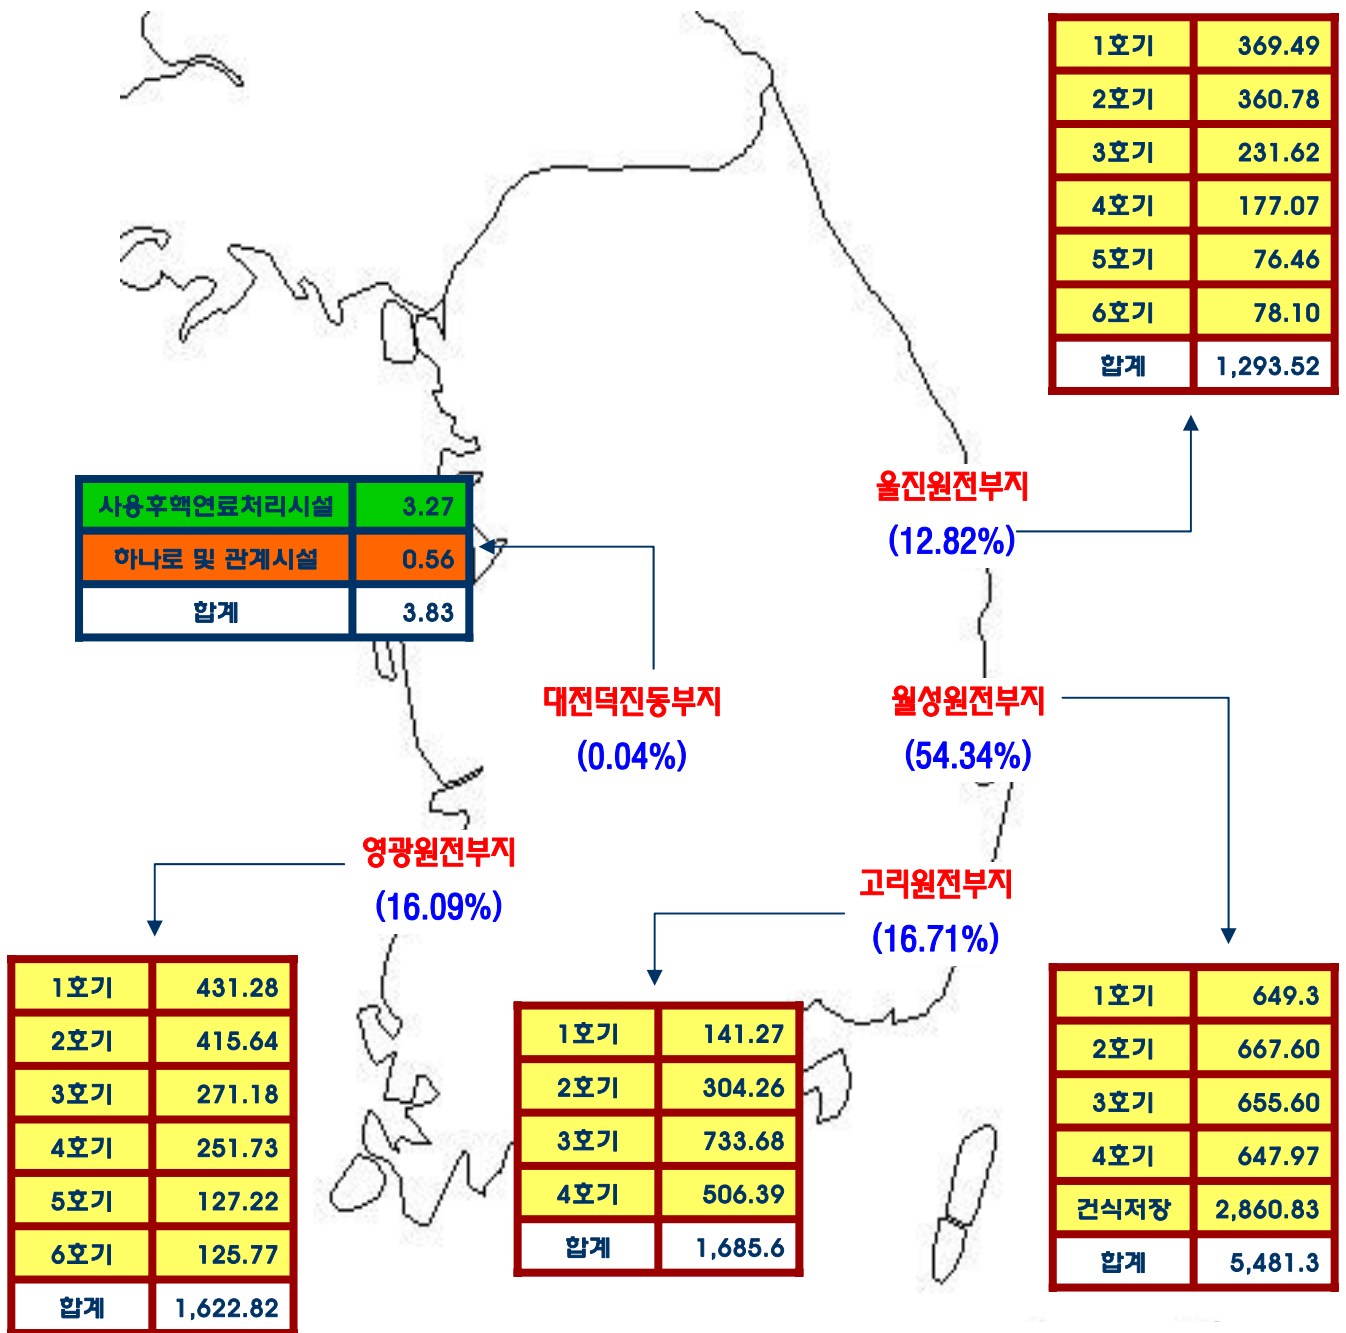 1호기 369.49
2호기 360.78
3호기 231.62
4호기 177.07
5호기 76.46
6호기 78.10
합계 1,293.52
울진원전부지
(12.82%)
사용후핵연료처리시설 3.27
하나로 및 관계시설 0.56
합계 3.83
대전덕진동부지
(0.04%)
월성원전부지
(54.34%)
영광원전부지
(16.09%)
고리원전부지
(16.71%)
1호기 431.28
2호기 415.64
3호기 271.18
4호기 251.73
5호기 127.22
6호기 125.77
합계 1,622.82
1호기 141.27
2호기 304.26
3호기 733.68
4호기 506.39
합계 1,685.6
1호기 649.3
2호기 667.60
3호기 655.60
4호기 647.97
건식저장 2,860.83
합계 5,481.3